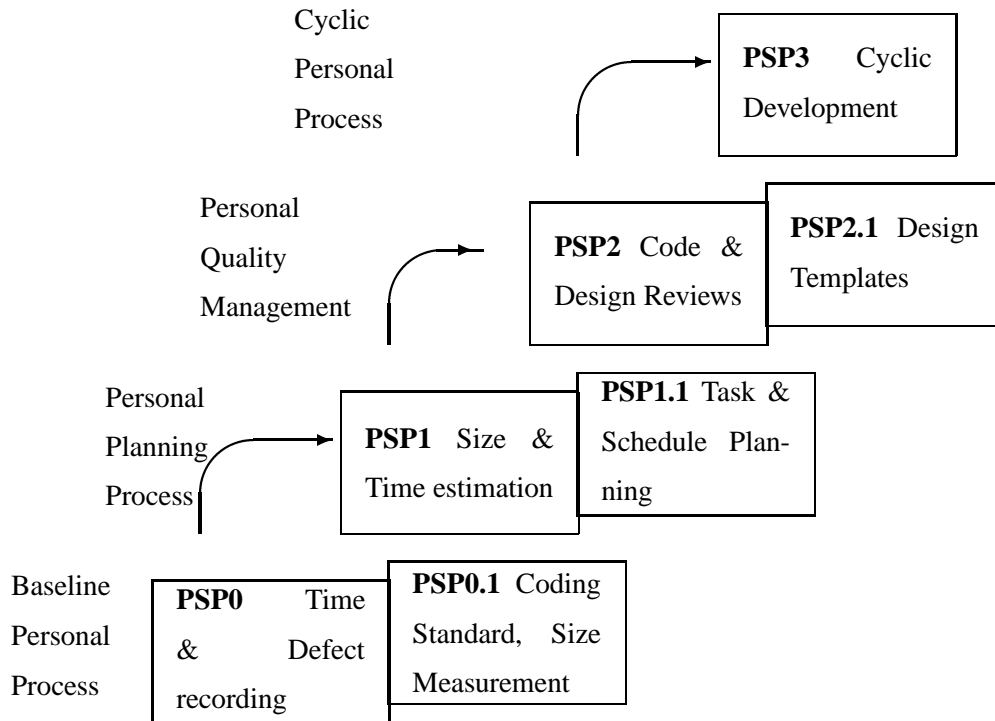 Cyclic
Personal
Process
PSP3 Cyclic
Development
Personal
Quality
Management
PSP2 Code &
Design Reviews
PSP2.1 Design
Templates
Personal
Planning
Process
PSP1 Size &
Time estimation
PSP1.1 Task &
Schedule Plan-
ning
Baseline
Personal
Process
PSP0 Time
& Defect
recording
PSP0.1 Coding
Standard, Size
Measurement